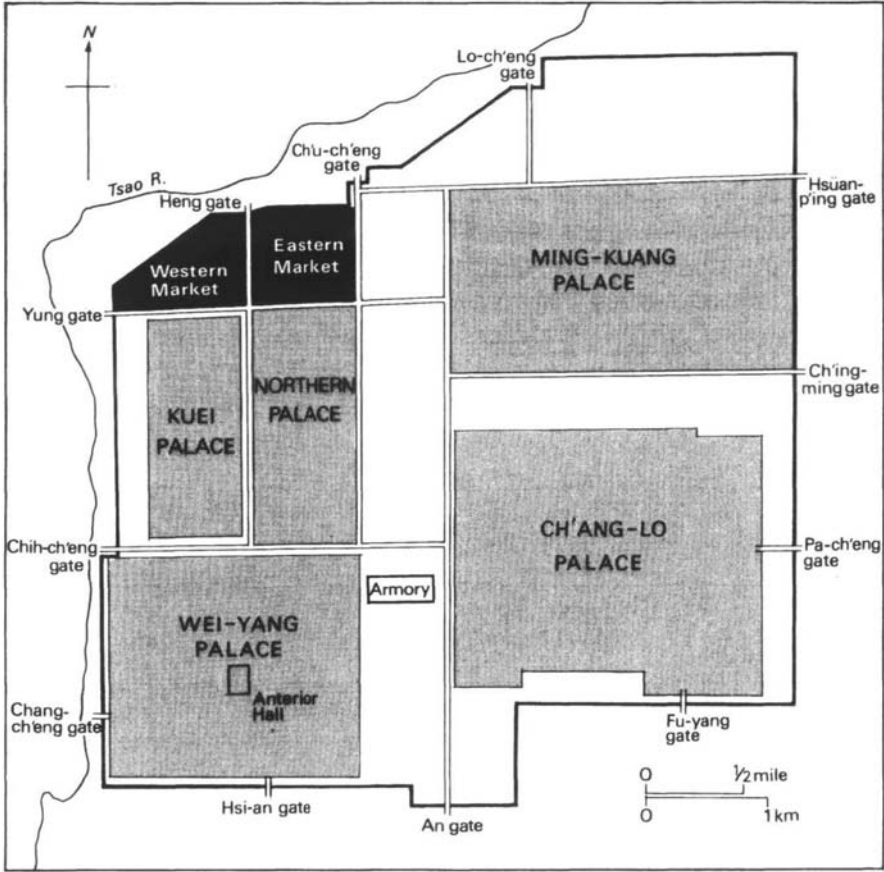 N
Lo-ch'eng
gate
Ch'u-ch'eng
gate
Tsao R.
Heng gate
Hsüan-
p'ing gate
Western
Market
Eastern
Market
MING-KUANG
PALACE
Yung gate
Ch'ing-
ming gate
KUEI
PALACE
NORTHERN
PALACE
CH'ANG-LO
PALACE
Chih-ch'eng
gate
Pa-ch'eng
gate
Armory
WEI-YANG
PALACE
Anterior
Hall
Chang-
ch'eng gate
Fu-yang
gate
Hsi-an gate
An gate
0 ½ mile
0 1 km